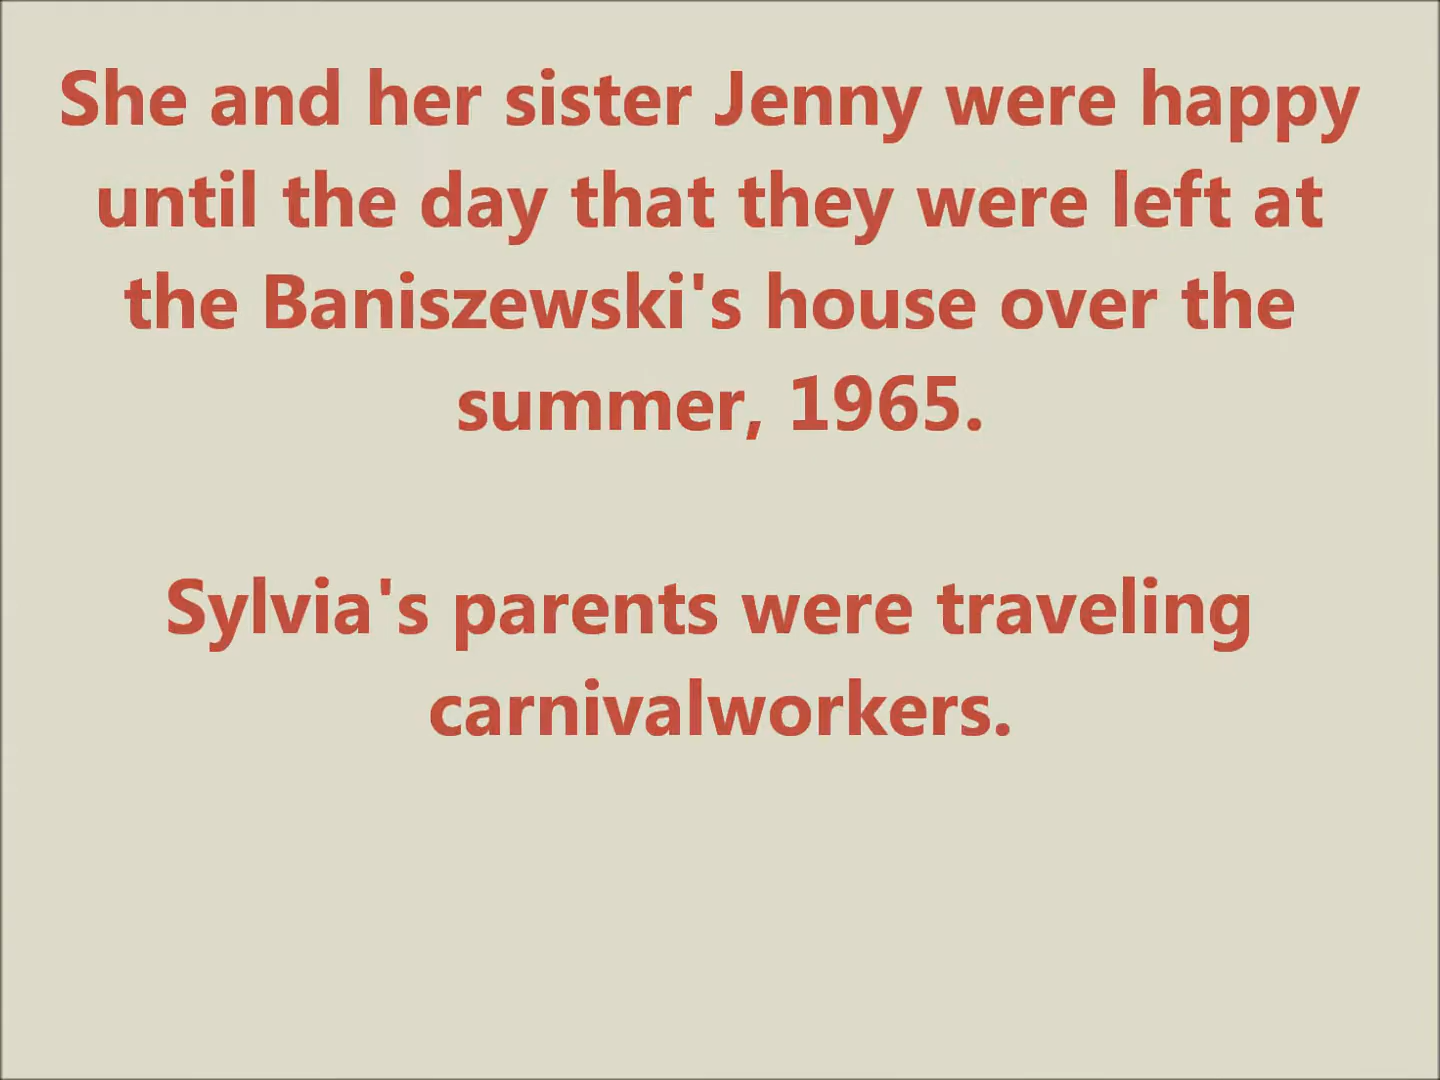 She and her sister Jenny were happy
until the day that they were left at
the Baniszewski's house over the
summer, 1965.
Sylvia's parents were traveling
carnivalworkers.